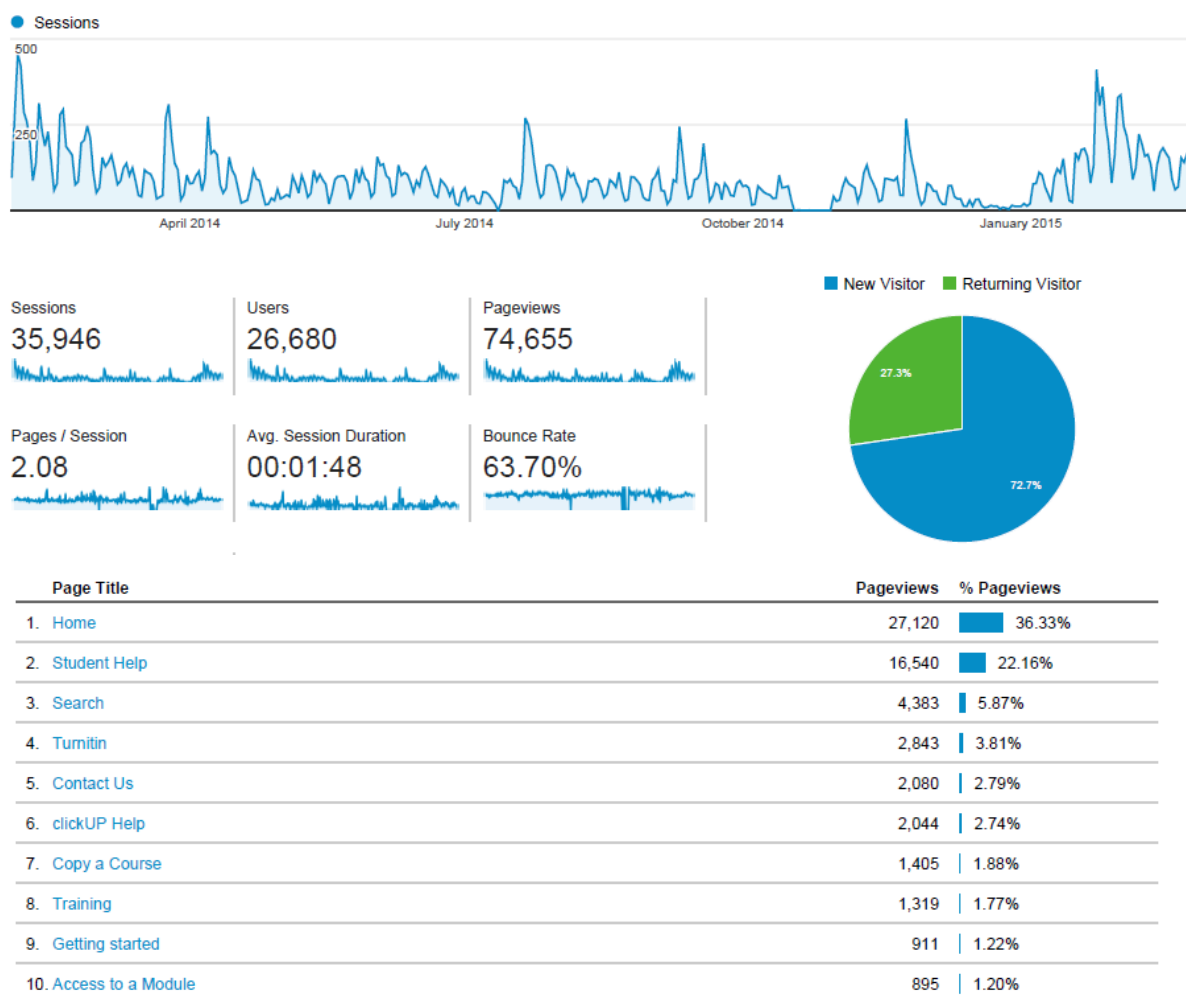 Sessions
500
250
April 2014 July 2014 October 2014 January 2015
New Visitor Returning Visitor
Sessions Users Pageviews
35,946 26,680 74,655
27.3%
Pages / Session Avg. Session Duration Bounce Rate
2.08 00:01:48 63.70%
72.7%
Page Title Pageviews % Pageviews
1. Home 27,120 36.33%
2. Student Help 16,540 22.16%
3. Search 4,383 5.87%
4. Turnitin 2,843 3.81%
5. Contact Us 2,080 2.79%
6. clickUP Help 2,044 2.74%
7. Copy a Course 1,405 1.88%
8. Training 1,319 1.77%
9. Getting started 911 1.22%
10. Access to a Module 895 1.20%